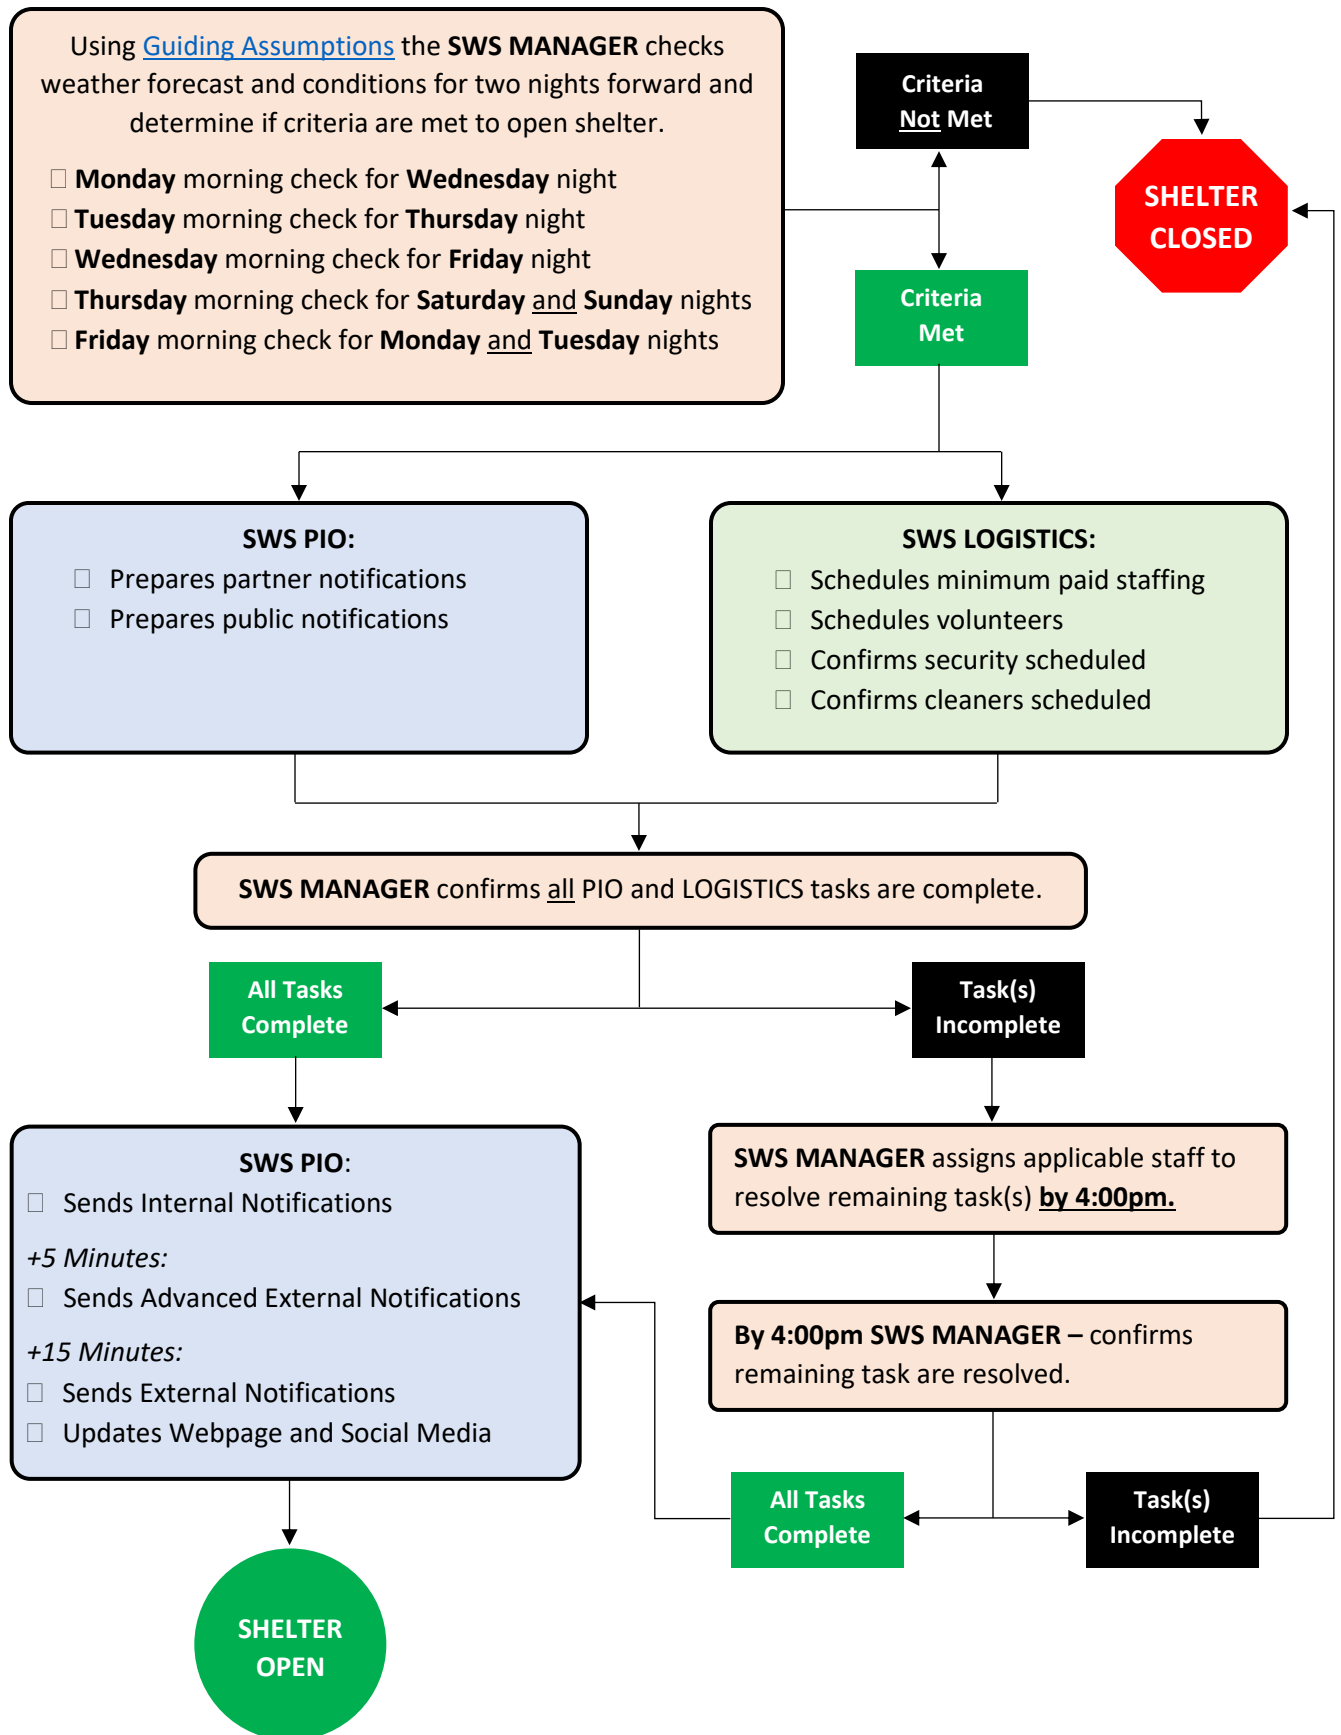 Using Guiding Assumptions the SWS MANAGER checks
weather forecast and conditions for two nights forward and
determine if criteria are met to open shelter.
☐ Monday morning check for Wednesday night
☐ Tuesday morning check for Thursday night
☐ Wednesday morning check for Friday night
☐ Thursday morning check for Saturday and Sunday nights
☐ Friday morning check for Monday and Tuesday nights
Criteria
Not Met
SHELTER
CLOSED
Criteria
Met
SWS PIO:
☐ Prepares partner notifications
☐ Prepares public notifications
SWS LOGISTICS:
☐ Schedules minimum paid staffing
☐ Schedules volunteers
☐ Confirms security scheduled
☐ Confirms cleaners scheduled
SWS MANAGER confirms all PIO and LOGISTICS tasks are complete.
All Tasks
Complete
Task(s)
Incomplete
SWS PIO:
☐ Sends Internal Notifications
+5 Minutes:
☐ Sends Advanced External Notifications
+15 Minutes:
☐ Sends External Notifications
☐ Updates Webpage and Social Media
SWS MANAGER assigns applicable staff to
resolve remaining task(s) by 4:00pm.
By 4:00pm SWS MANAGER – confirms
remaining task are resolved.
All Tasks
Complete
Task(s)
Incomplete
SHELTER
OPEN